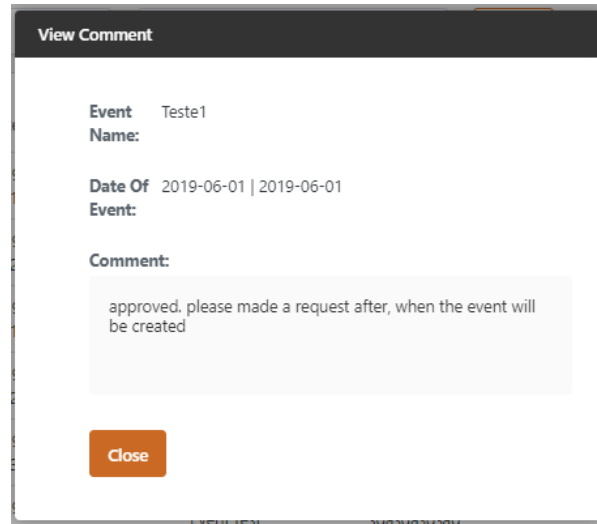 View Comment
Event Teste1
Name:
Date Of 2019-06-01 | 2019-06-01
Event:
Comment:
approved. please made a request after, when the event will
be created
Close